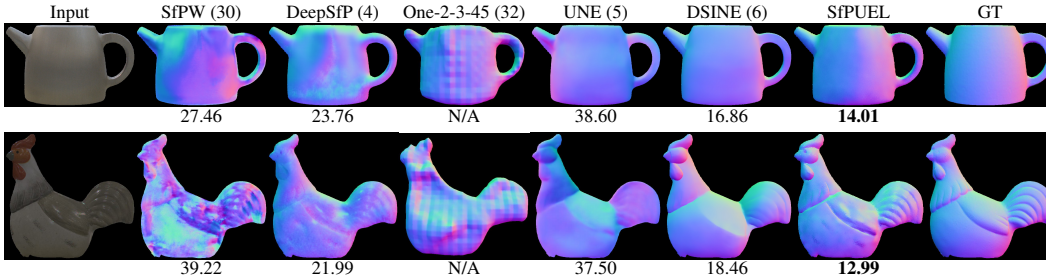 Input SfPW (30) DeepSfP (4) One-2-3-45 (32) UNE (5) DSINE (6) SfPUEL GT
27.46 23.76 N/A 38.60 16.86 14.01
39.22 21.99 N/A 37.50 18.46 12.99